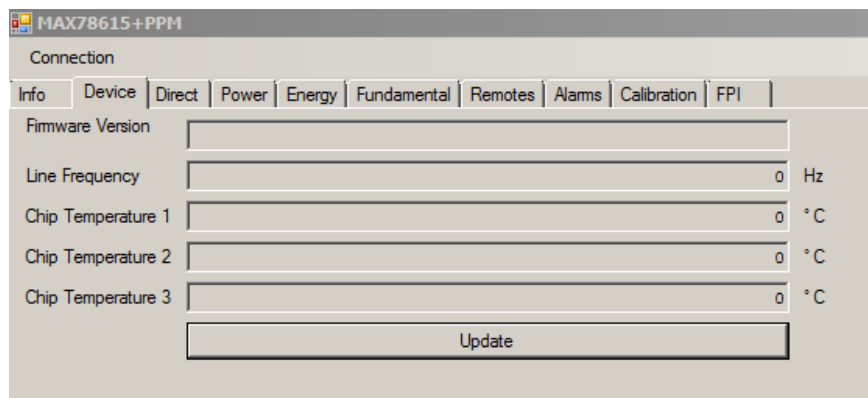 MAX78615+PPM
Connection
Info Device Direct Power Energy Fundamental Remotes Alarms Calibration FPI
Firmware Version
Line Frequency 0 Hz
Chip Temperature 1 0 °C
Chip Temperature 2 0 °C
Chip Temperature 3 0 °C
Update